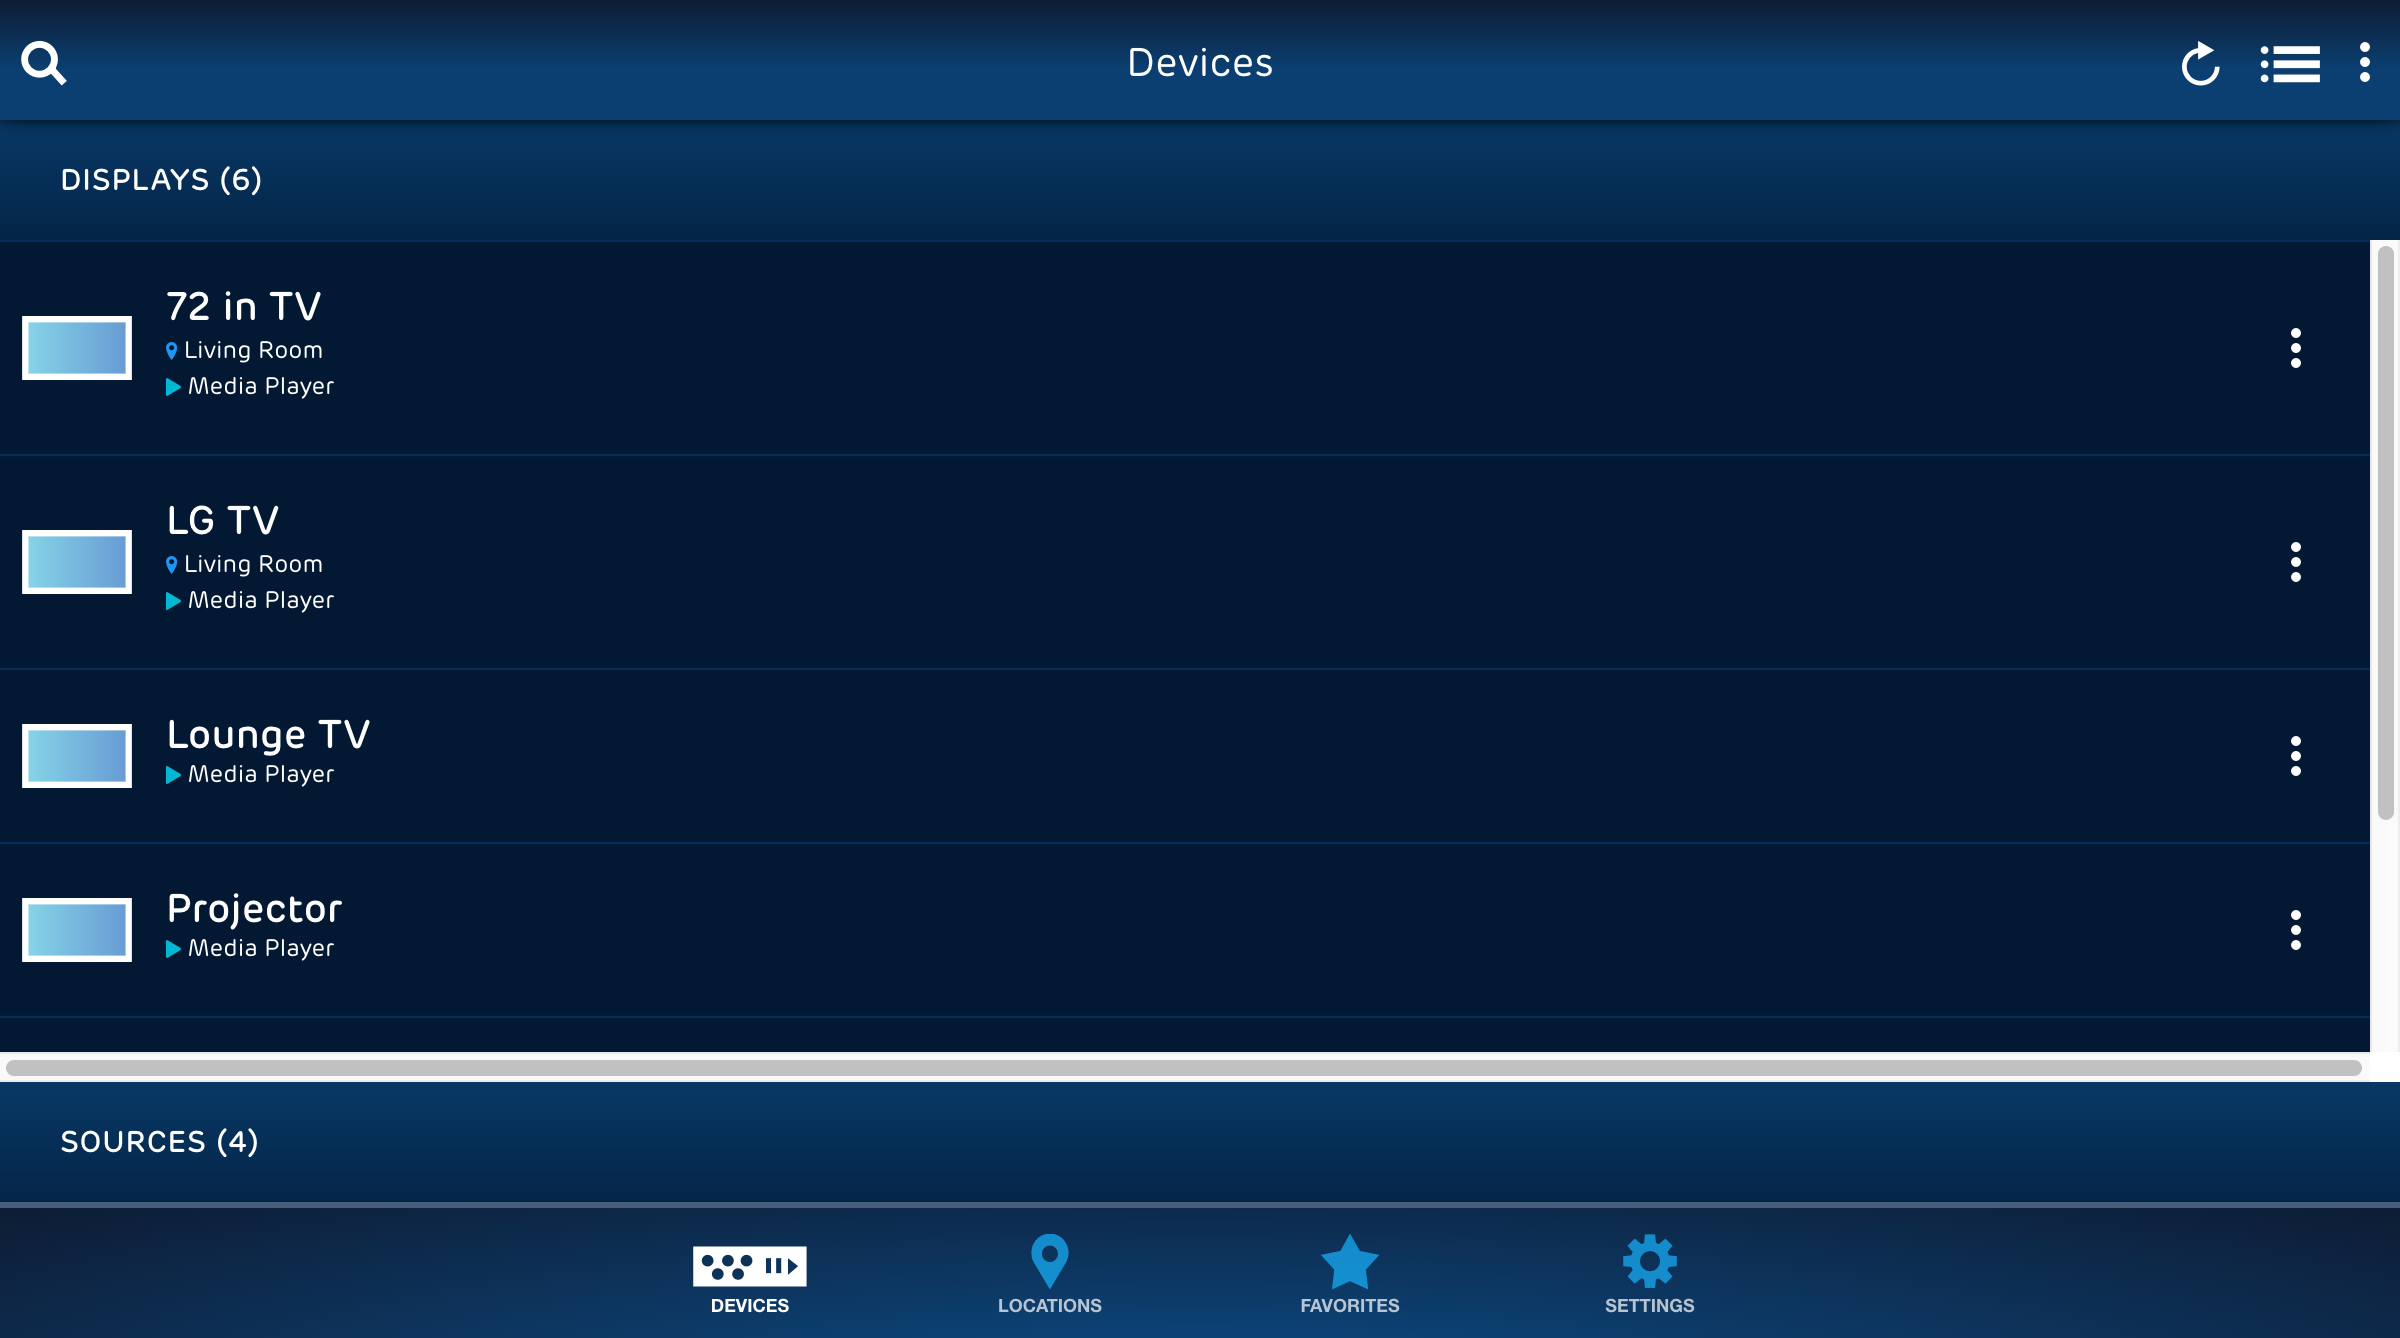 Devices
DISPLAYS (6)
72 in TV
Living Room
Media Player
LG TV
Living Room
Media Player
Lounge TV
Media Player
Projector
Media Player
SOURCES (4)
DEVICES
LOCATIONS
FAVORITES
SETTINGS